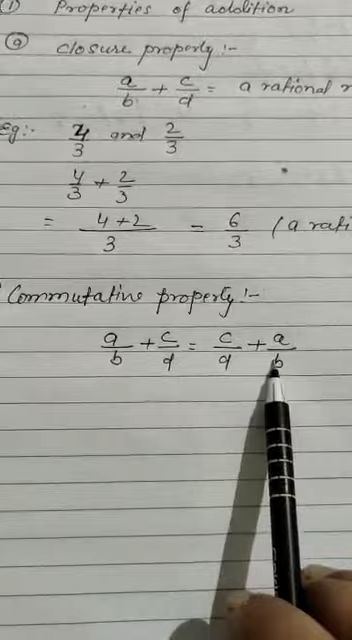 (1) Properties of addition
(a) closure property :-
a/b + c/d = a rational
Eg:- 4/3 and 2/3
4/3 + 2/3
= 4+2/3 = 6/3 (a
Commutative property :-
a/b + c/d = c/d + a/b